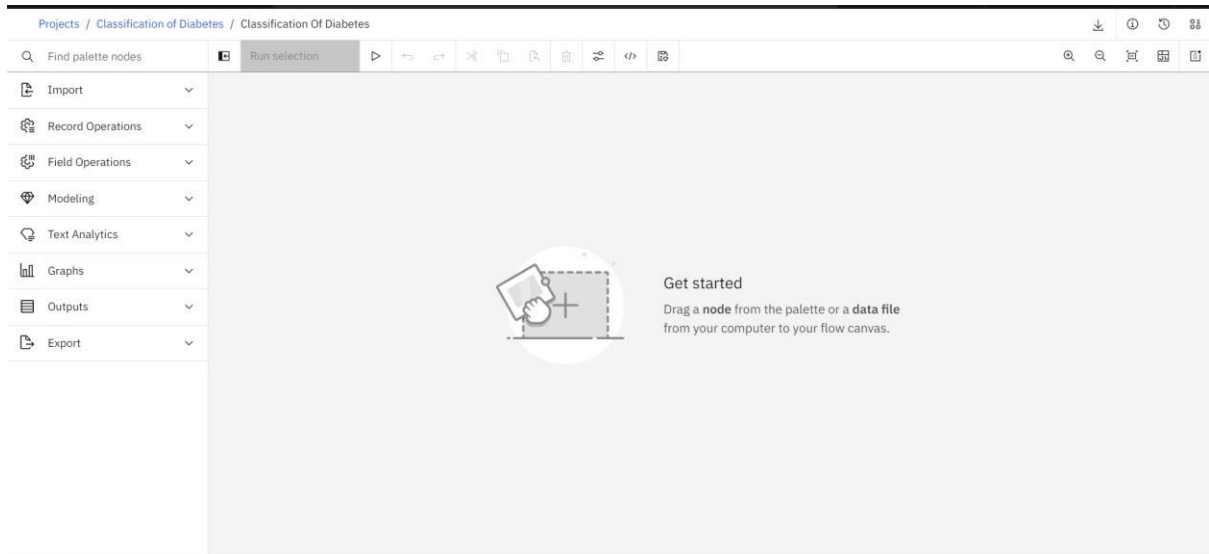 Projects / Classification of Diabetes / Classification Of Diabetes
Find palette nodes
Run selection
Import
Record Operations
Field Operations
Modeling
Text Analytics
Graphs
Outputs
Export
Get started
Drag a node from the palette or a data file
from your computer to your flow canvas.